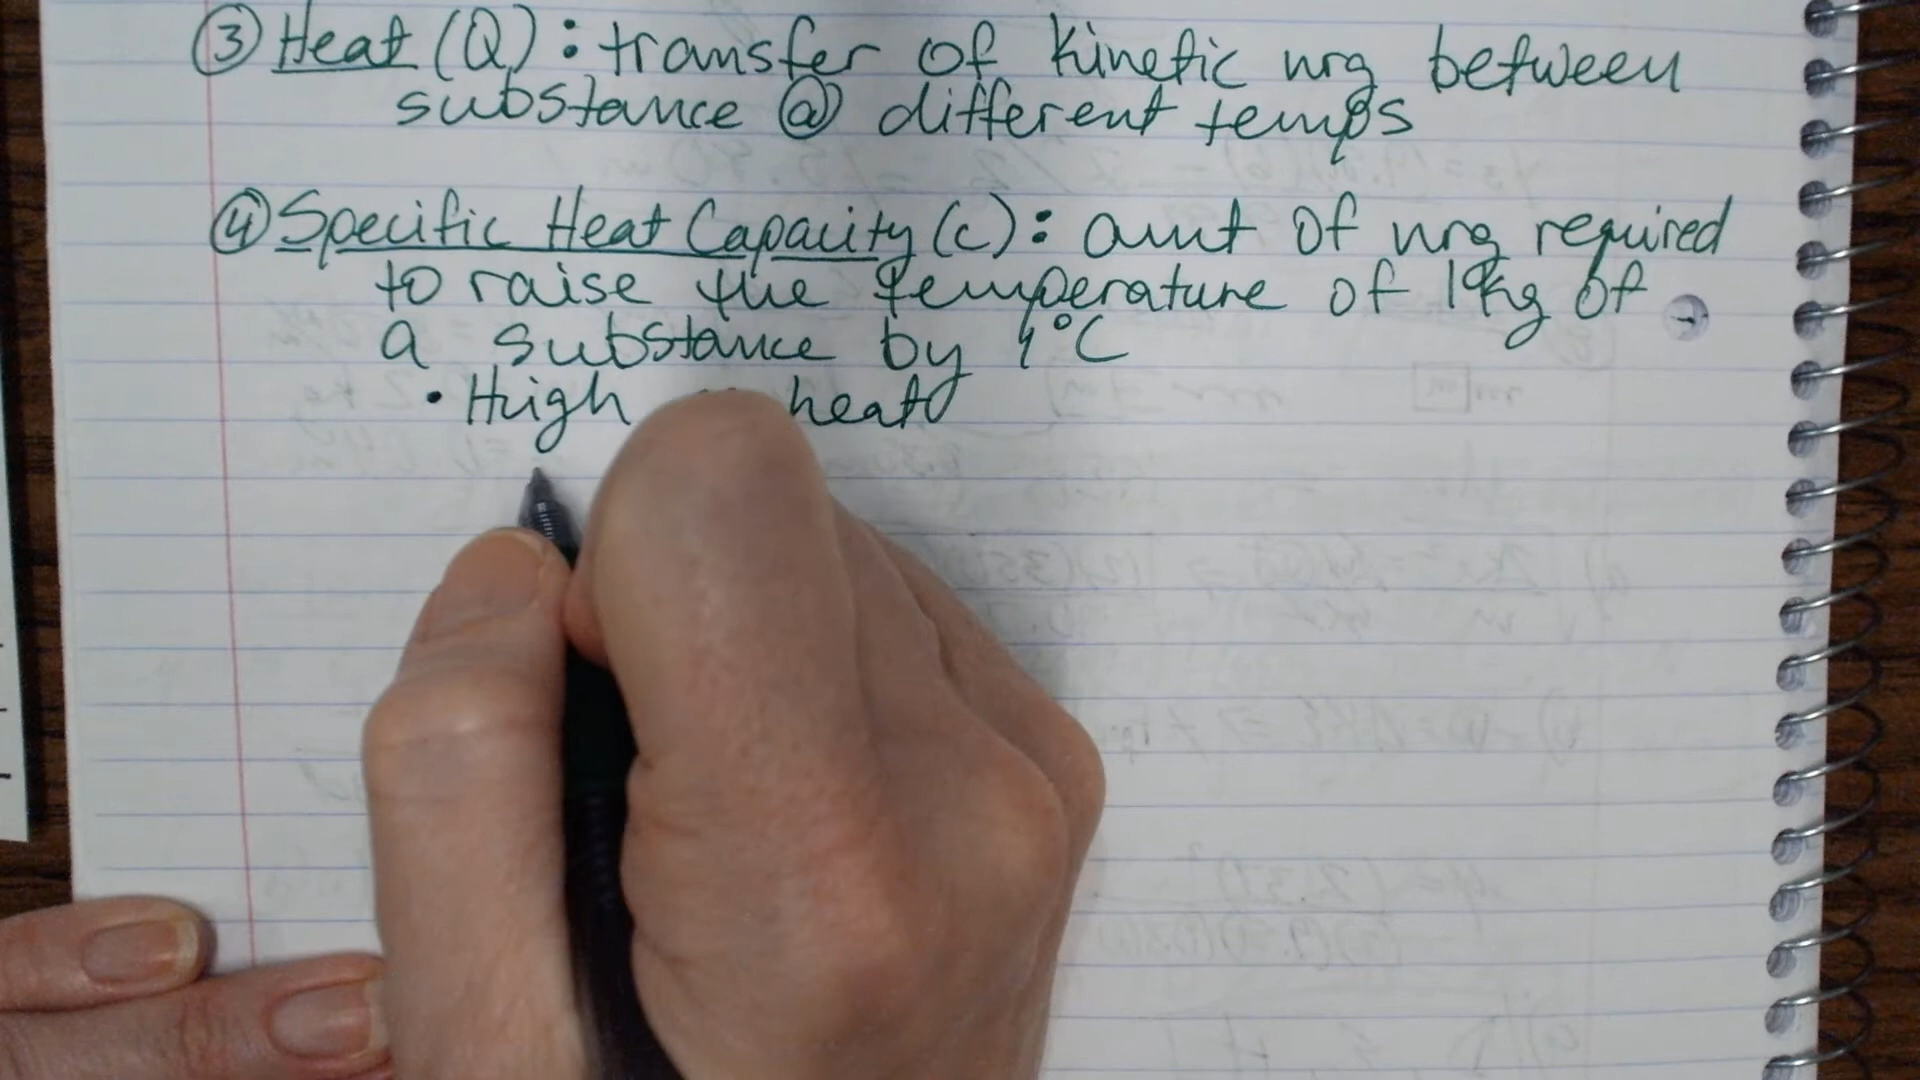 ③ Heat (Q): transfer of kinetic nrg between
substance @ different temps
④ Specific Heat Capacity (c): amt of nrg required
to raise the temperature of 1kg of
a substance by 1°C
• High heat